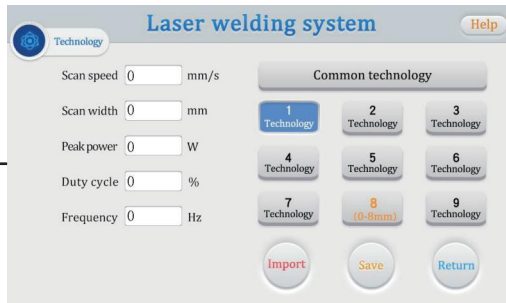 Laser welding system
Help
Technology
Scan speed 0 mm/s
Scan width 0 mm
Peak power 0 W
Duty cycle 0 %
Frequency 0 Hz
Common technology
1
Technology
2
Technology
3
Technology
4
Technology
5
Technology
6
Technology
7
Technology
8
(0-8mm)
9
Technology
Import
Save
Return